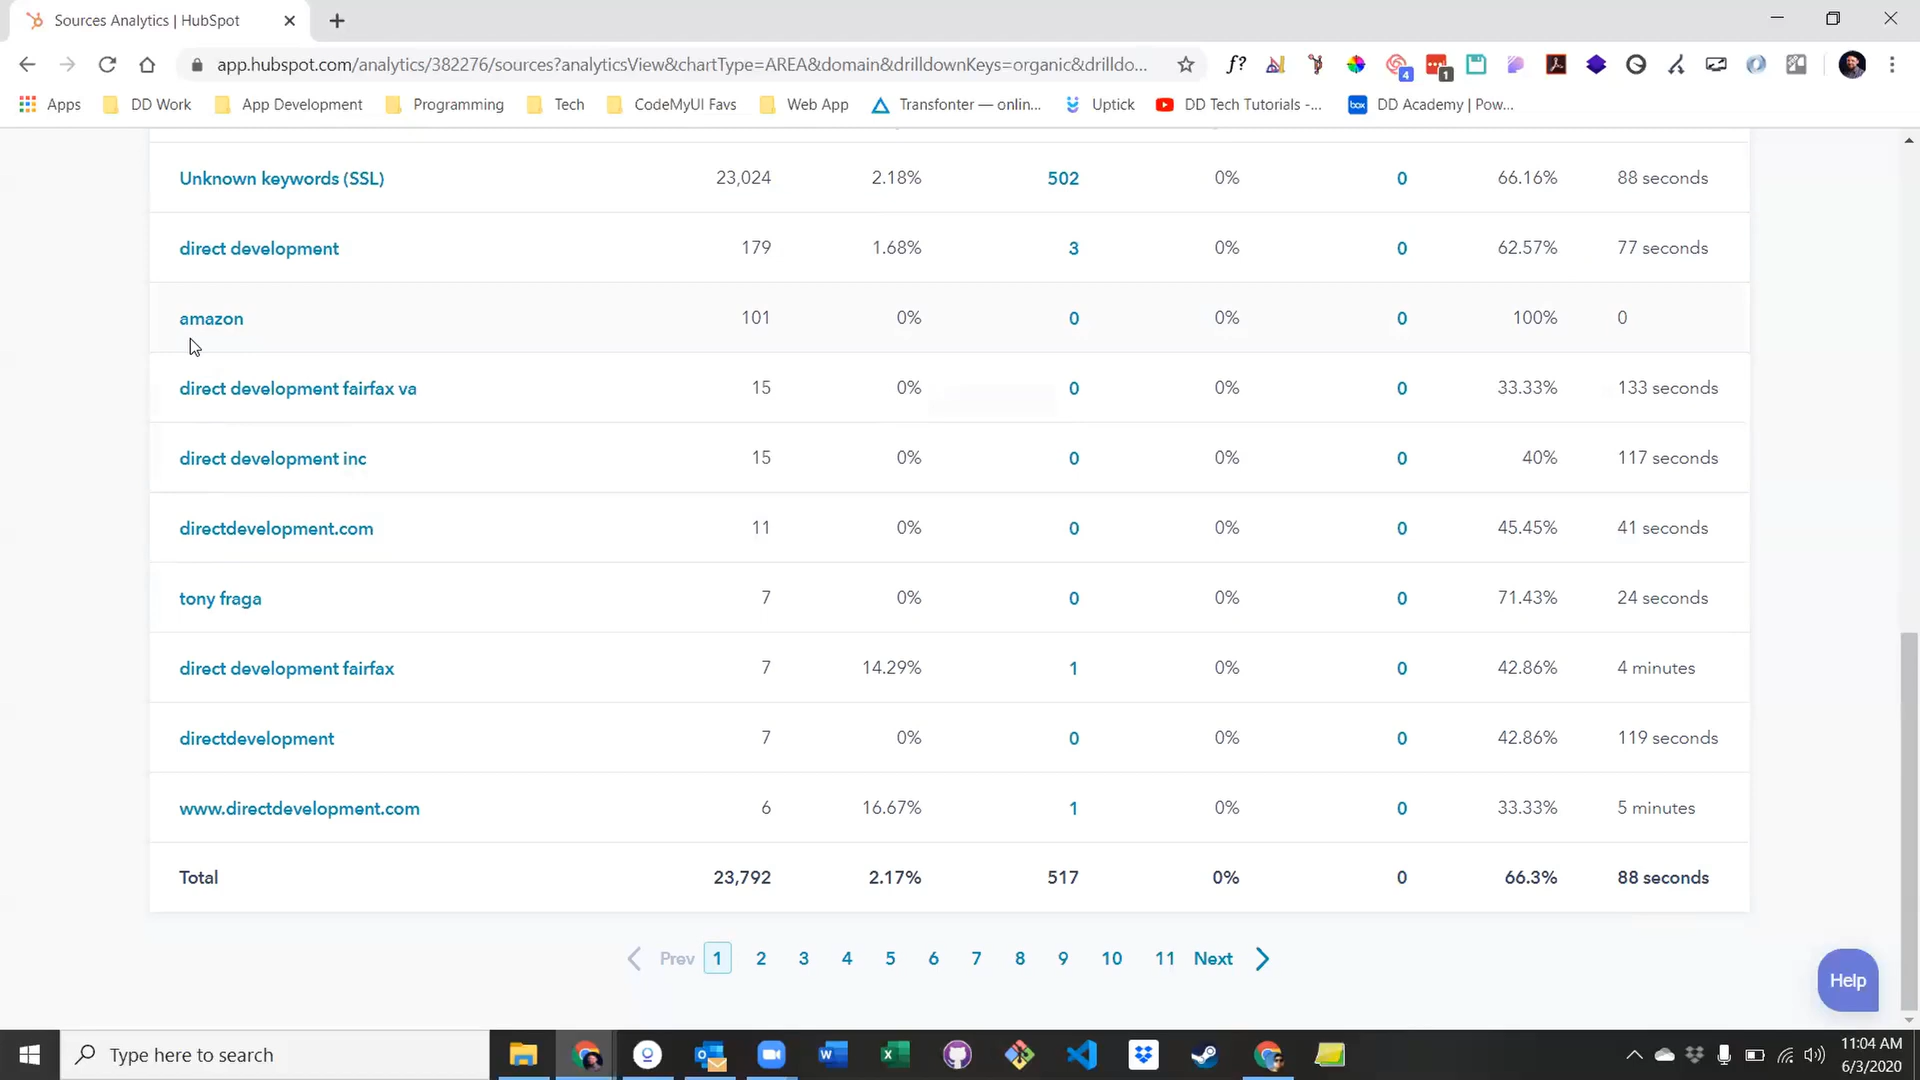 Sources Analytics | HubSpot
app.hubspot.com/analytics/382276/sources?analyticsView&chartType=AREA&domain&drilldownKeys=organic&drilldo...
f?
4
1
Apps DD Work App Development Programming Tech CodeMyUI Favs Web App Transfonter — onlin... Uptick DD Tech Tutorials -... box DD Academy | Pow...
Unknown keywords (SSL) 23,024 2.18% 502 0% 0 66.16% 88 seconds
direct development 179 1.68% 3 0% 0 62.57% 77 seconds
amazon 101 0% 0 0% 0 100% 0
direct development fairfax va 15 0% 0 0% 0 33.33% 133 seconds
direct development inc 15 0% 0 0% 0 40% 117 seconds
directdevelopment.com 11 0% 0 0% 0 45.45% 41 seconds
tony fraga 7 0% 0 0% 0 71.43% 24 seconds
direct development fairfax 7 14.29% 1 0% 0 42.86% 4 minutes
directdevelopment 7 0% 0 0% 0 42.86% 119 seconds
www.directdevelopment.com 6 16.67% 1 0% 0 33.33% 5 minutes
Total 23,792 2.17% 517 0% 0 66.3% 88 seconds
Prev 1 2 3 4 5 6 7 8 9 10 11 Next
Help
Type here to search
11:04 AM
6/3/2020